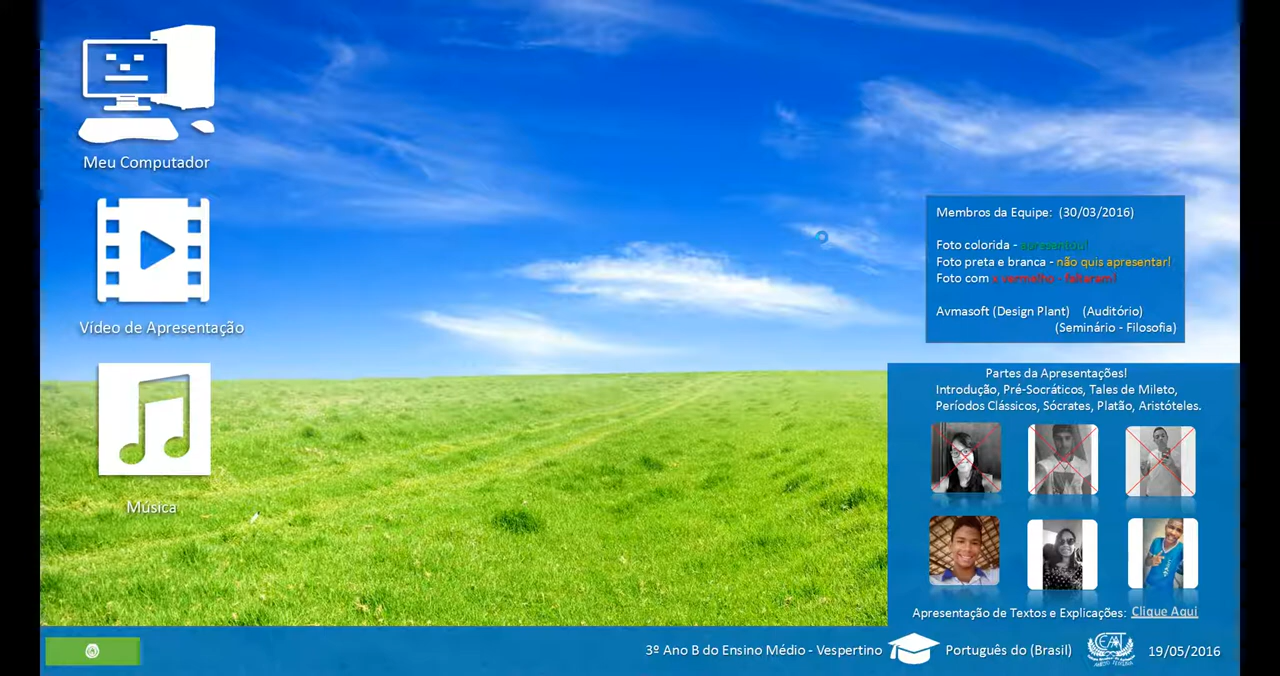 Meu Computador
Vídeo de Apresentação
Música
Membros da Equipe: (30/03/2016)
Foto colorida - apresentou!
Foto preta e branca - não quis apresentar!
Foto com x vermelho - faltaram!
Avmasoft (Design Plant) (Auditório)
(Seminário - Filosofia)
Partes da Apresentações!
Introdução, Pré-Socráticos, Tales de Mileto,
Períodos Clássicos, Sócrates, Platão, Aristóteles.
Apresentação de Textos e Explicações: Clique Aqui
3º Ano B do Ensino Médio - Vespertino
Português do (Brasil)
19/05/2016